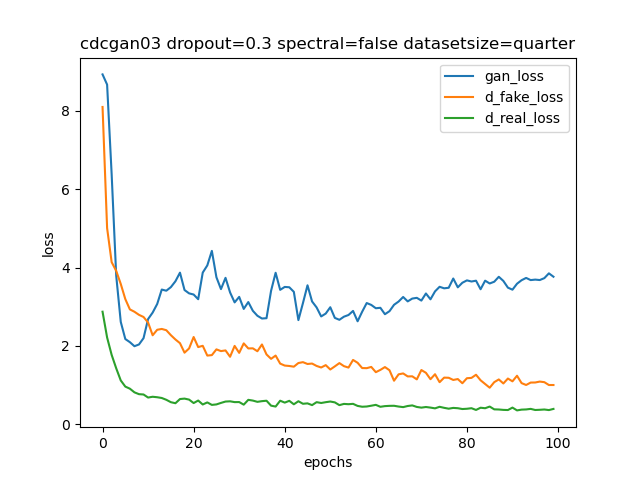 cdcgan03 dropout=0.3 spectral=false datasetsize=quarter
gan_loss
d_fake_loss
d_real_loss
loss
8
6
4
2
0
0 20 40 60 80 100
epochs